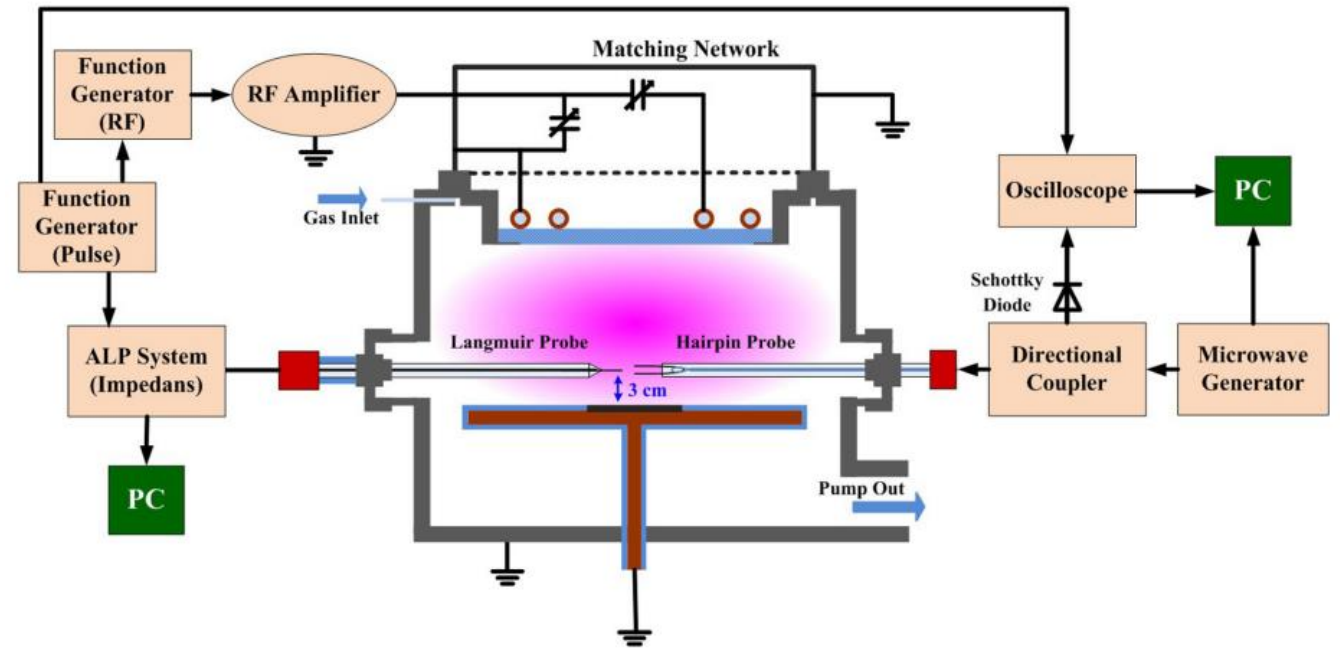 Matching Network
Function
Generator
(RF)
RF Amplifier
Function
Generator
(Pulse)
Gas Inlet
Oscilloscope
PC
Schottky
Diode
ALP System
(Impedans)
Langmuir Probe
Hairpin Probe
3 cm
Directional
Coupler
Microwave
Generator
PC
Pump Out